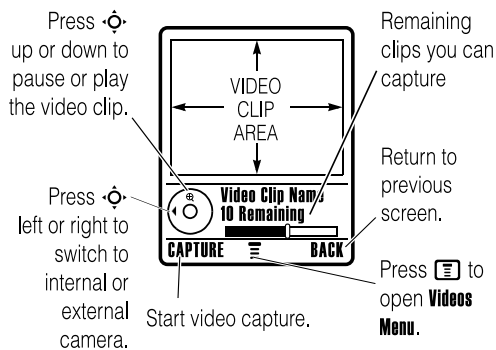 Press
up or down to
pause or play
the video clip.
Remaining
clips you can
capture
VIDEO
CLIP
AREA
Return to
previous
screen.
Press
left or right to
switch to
internal or
external
camera.
Video Clip Name
10 Remaining
CAPTURE
BACK
Start video capture.
Press to
open Videos
Menu.